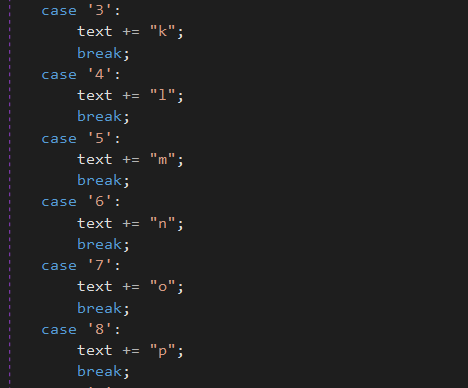 case '3':
text += "k";
break;
case '4':
text += "l";
break;
case '5':
text += "m";
break;
case '6':
text += "n";
break;
case '7':
text += "o";
break;
case '8':
text += "p";
break;